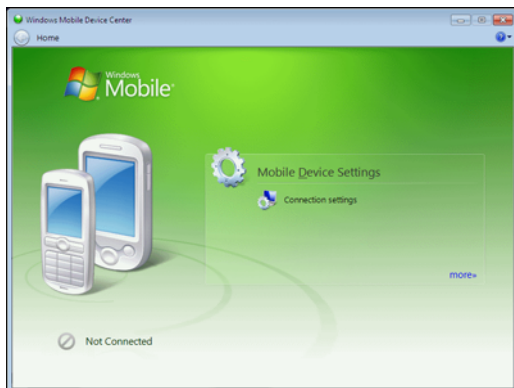 Windows Mobile Device Center
Home
Windows
Mobile
Mobile Device Settings
Connection settings
more»
Not Connected